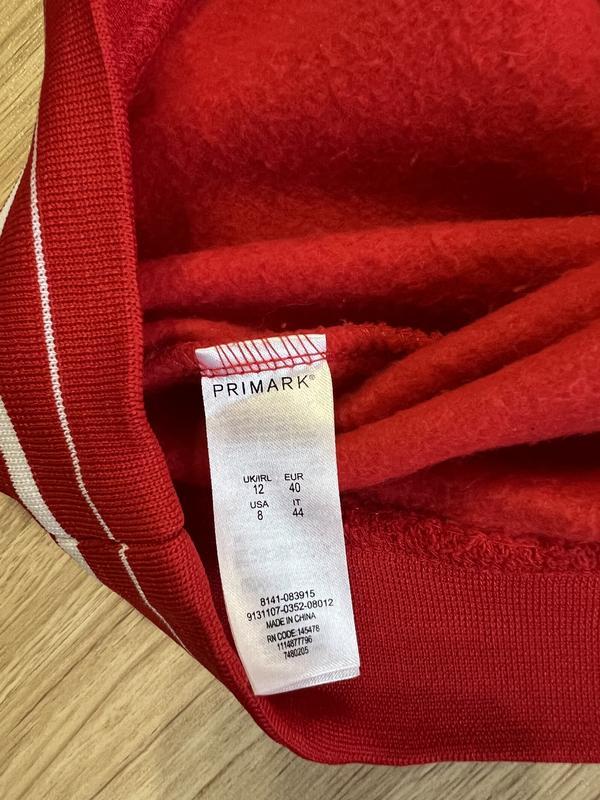 PRIMARK®
UK/IRL EUR
12 40
USA IT
8 44
8141-083915
9131107-0352-08012
MADE IN CHINA
RN CODE:145478
1114877796
7480205